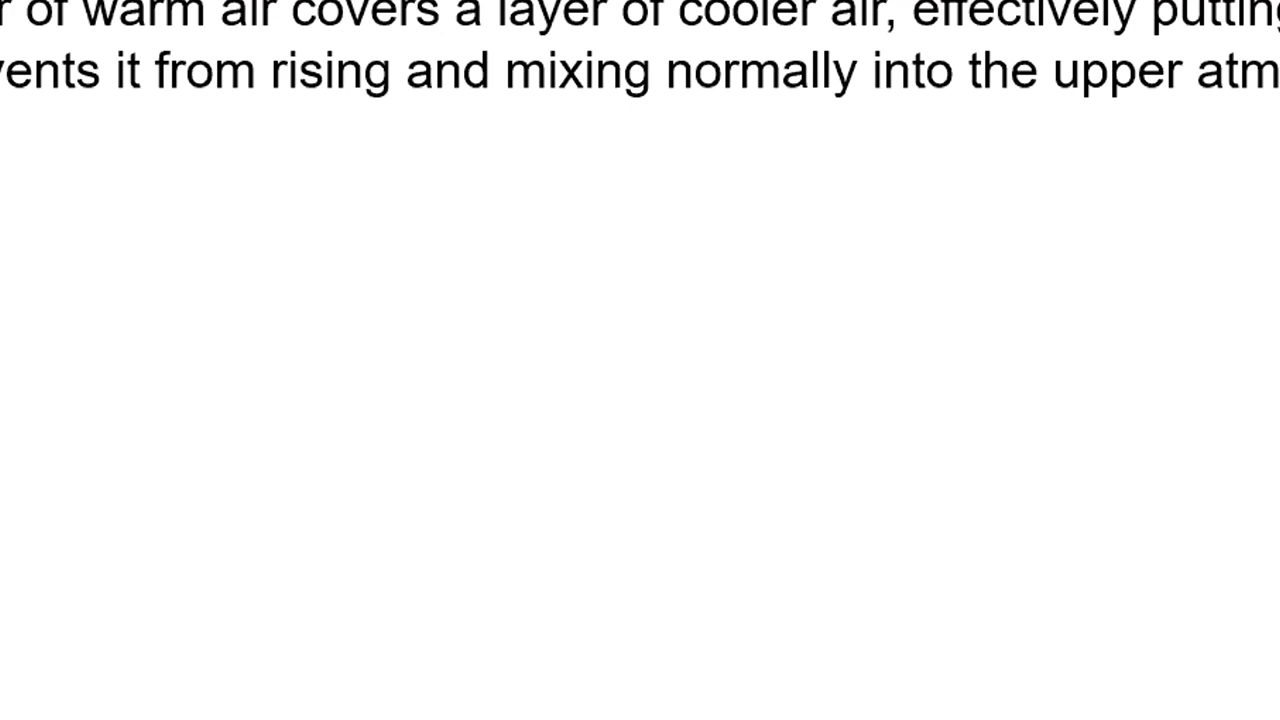 of warm air covers a layer of cooler air, effectively
it from rising and mixing normally into the upper